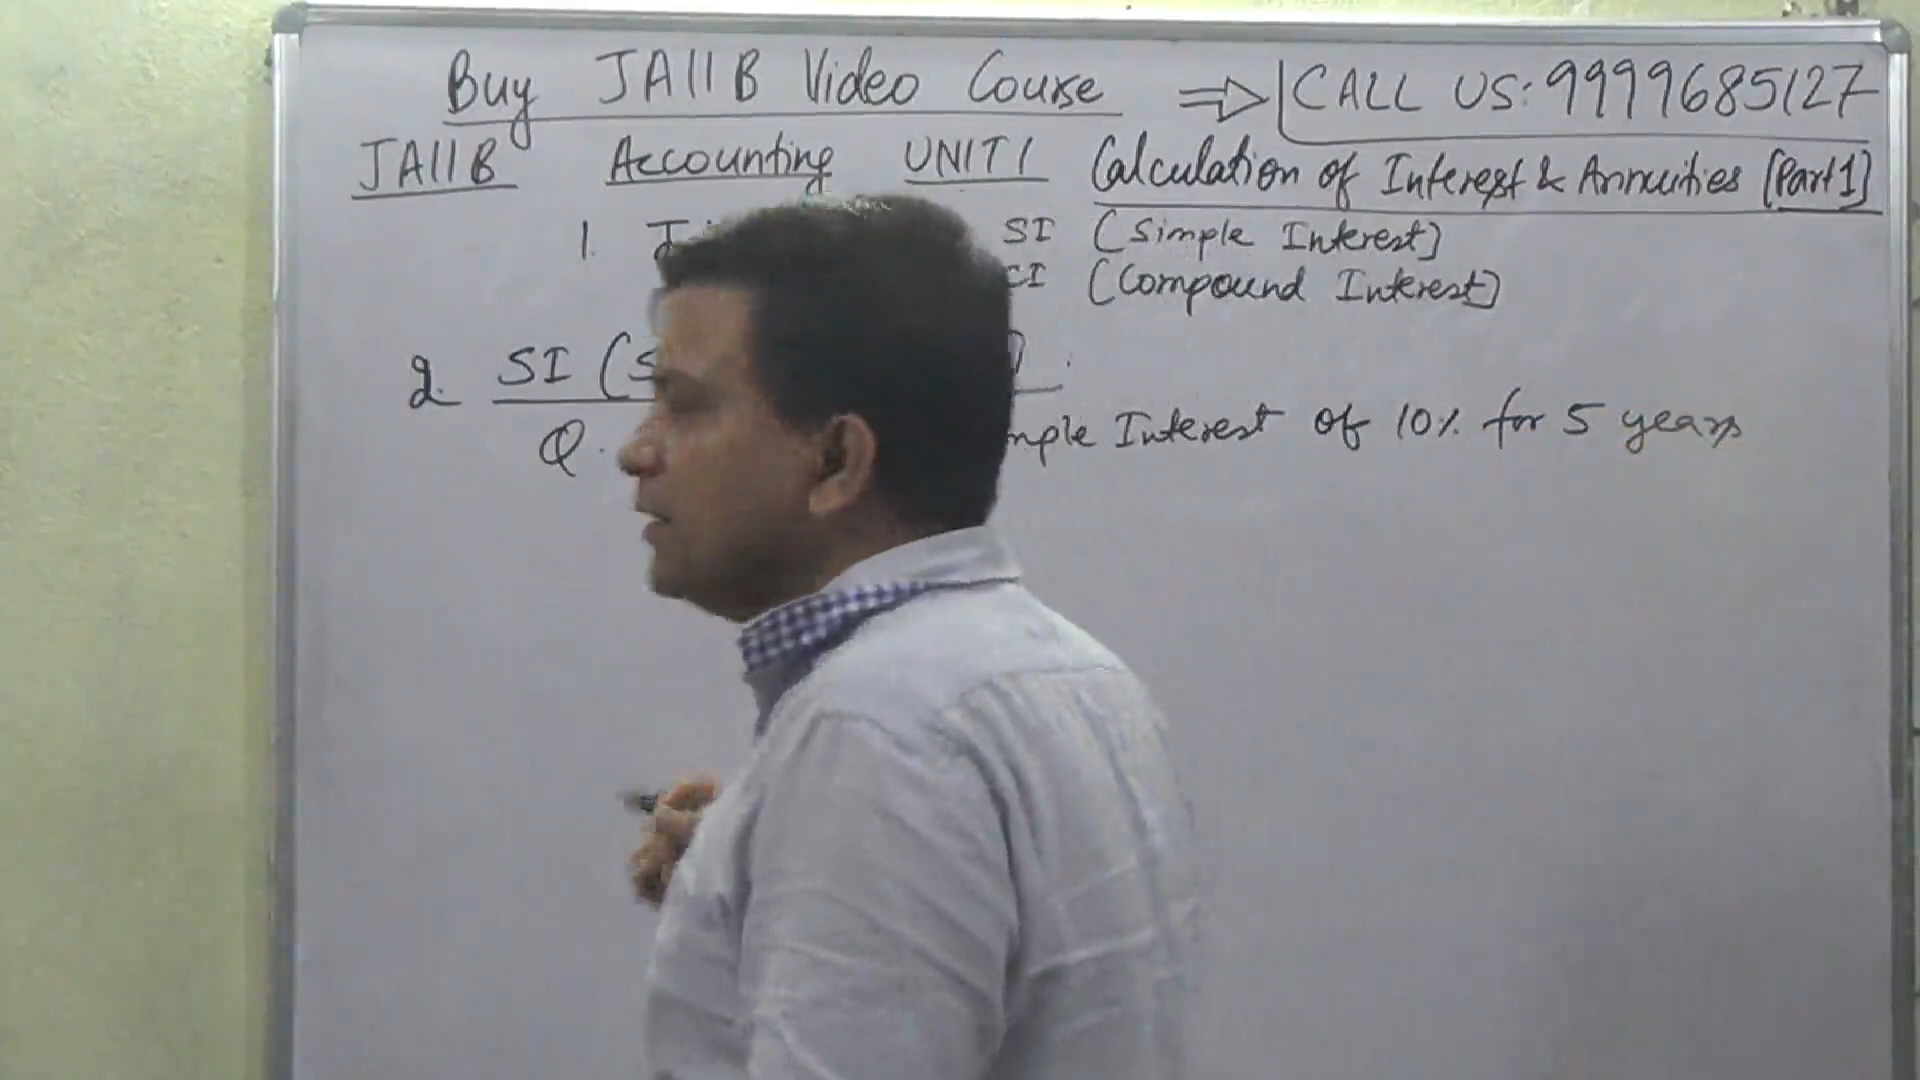 Buy JAIIB Video Course ⇒ CALL US: 9999685127
JAIIB Accounting UNIT 1 Calculation of Interest & Annuities [Part 1]
1. SI (Simple Interest)
CI (Compound Interest)
2. SI (S
Q. Interest of 10% for 5 years